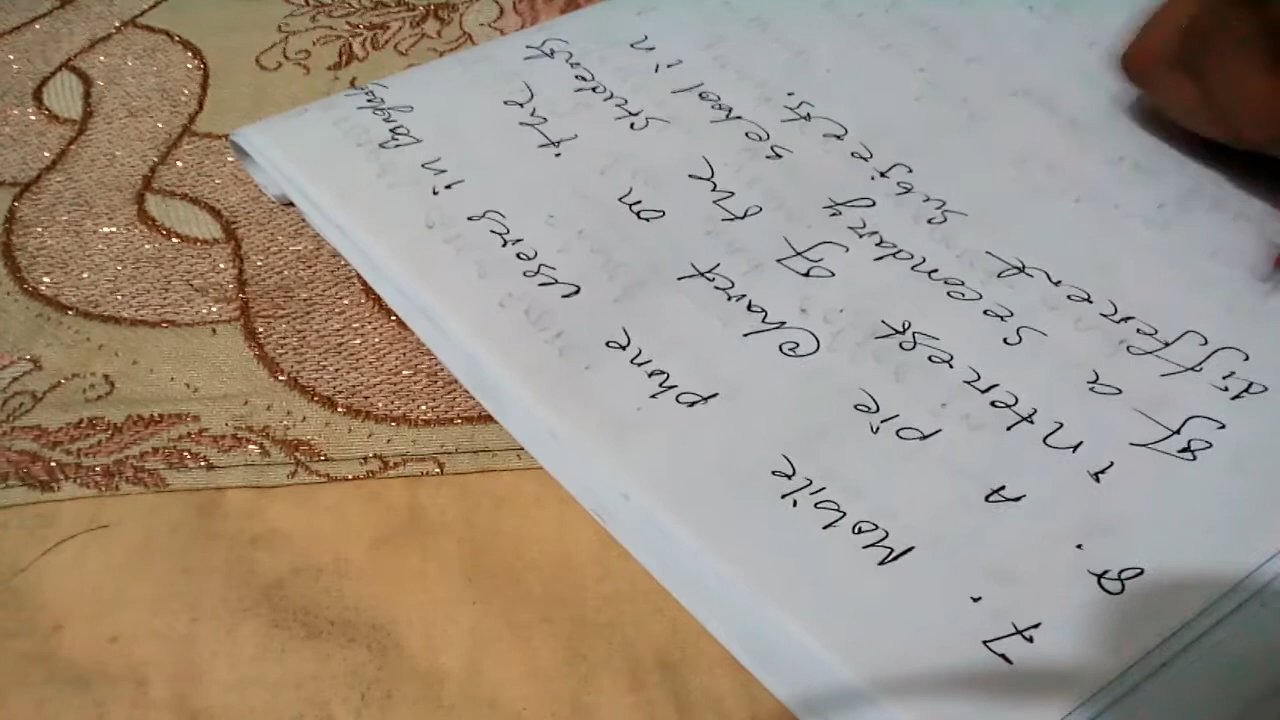 7. Mobile phone users in Banglade
8. A pie chart on the
interest of the students
of a secondary school in
different subjects.